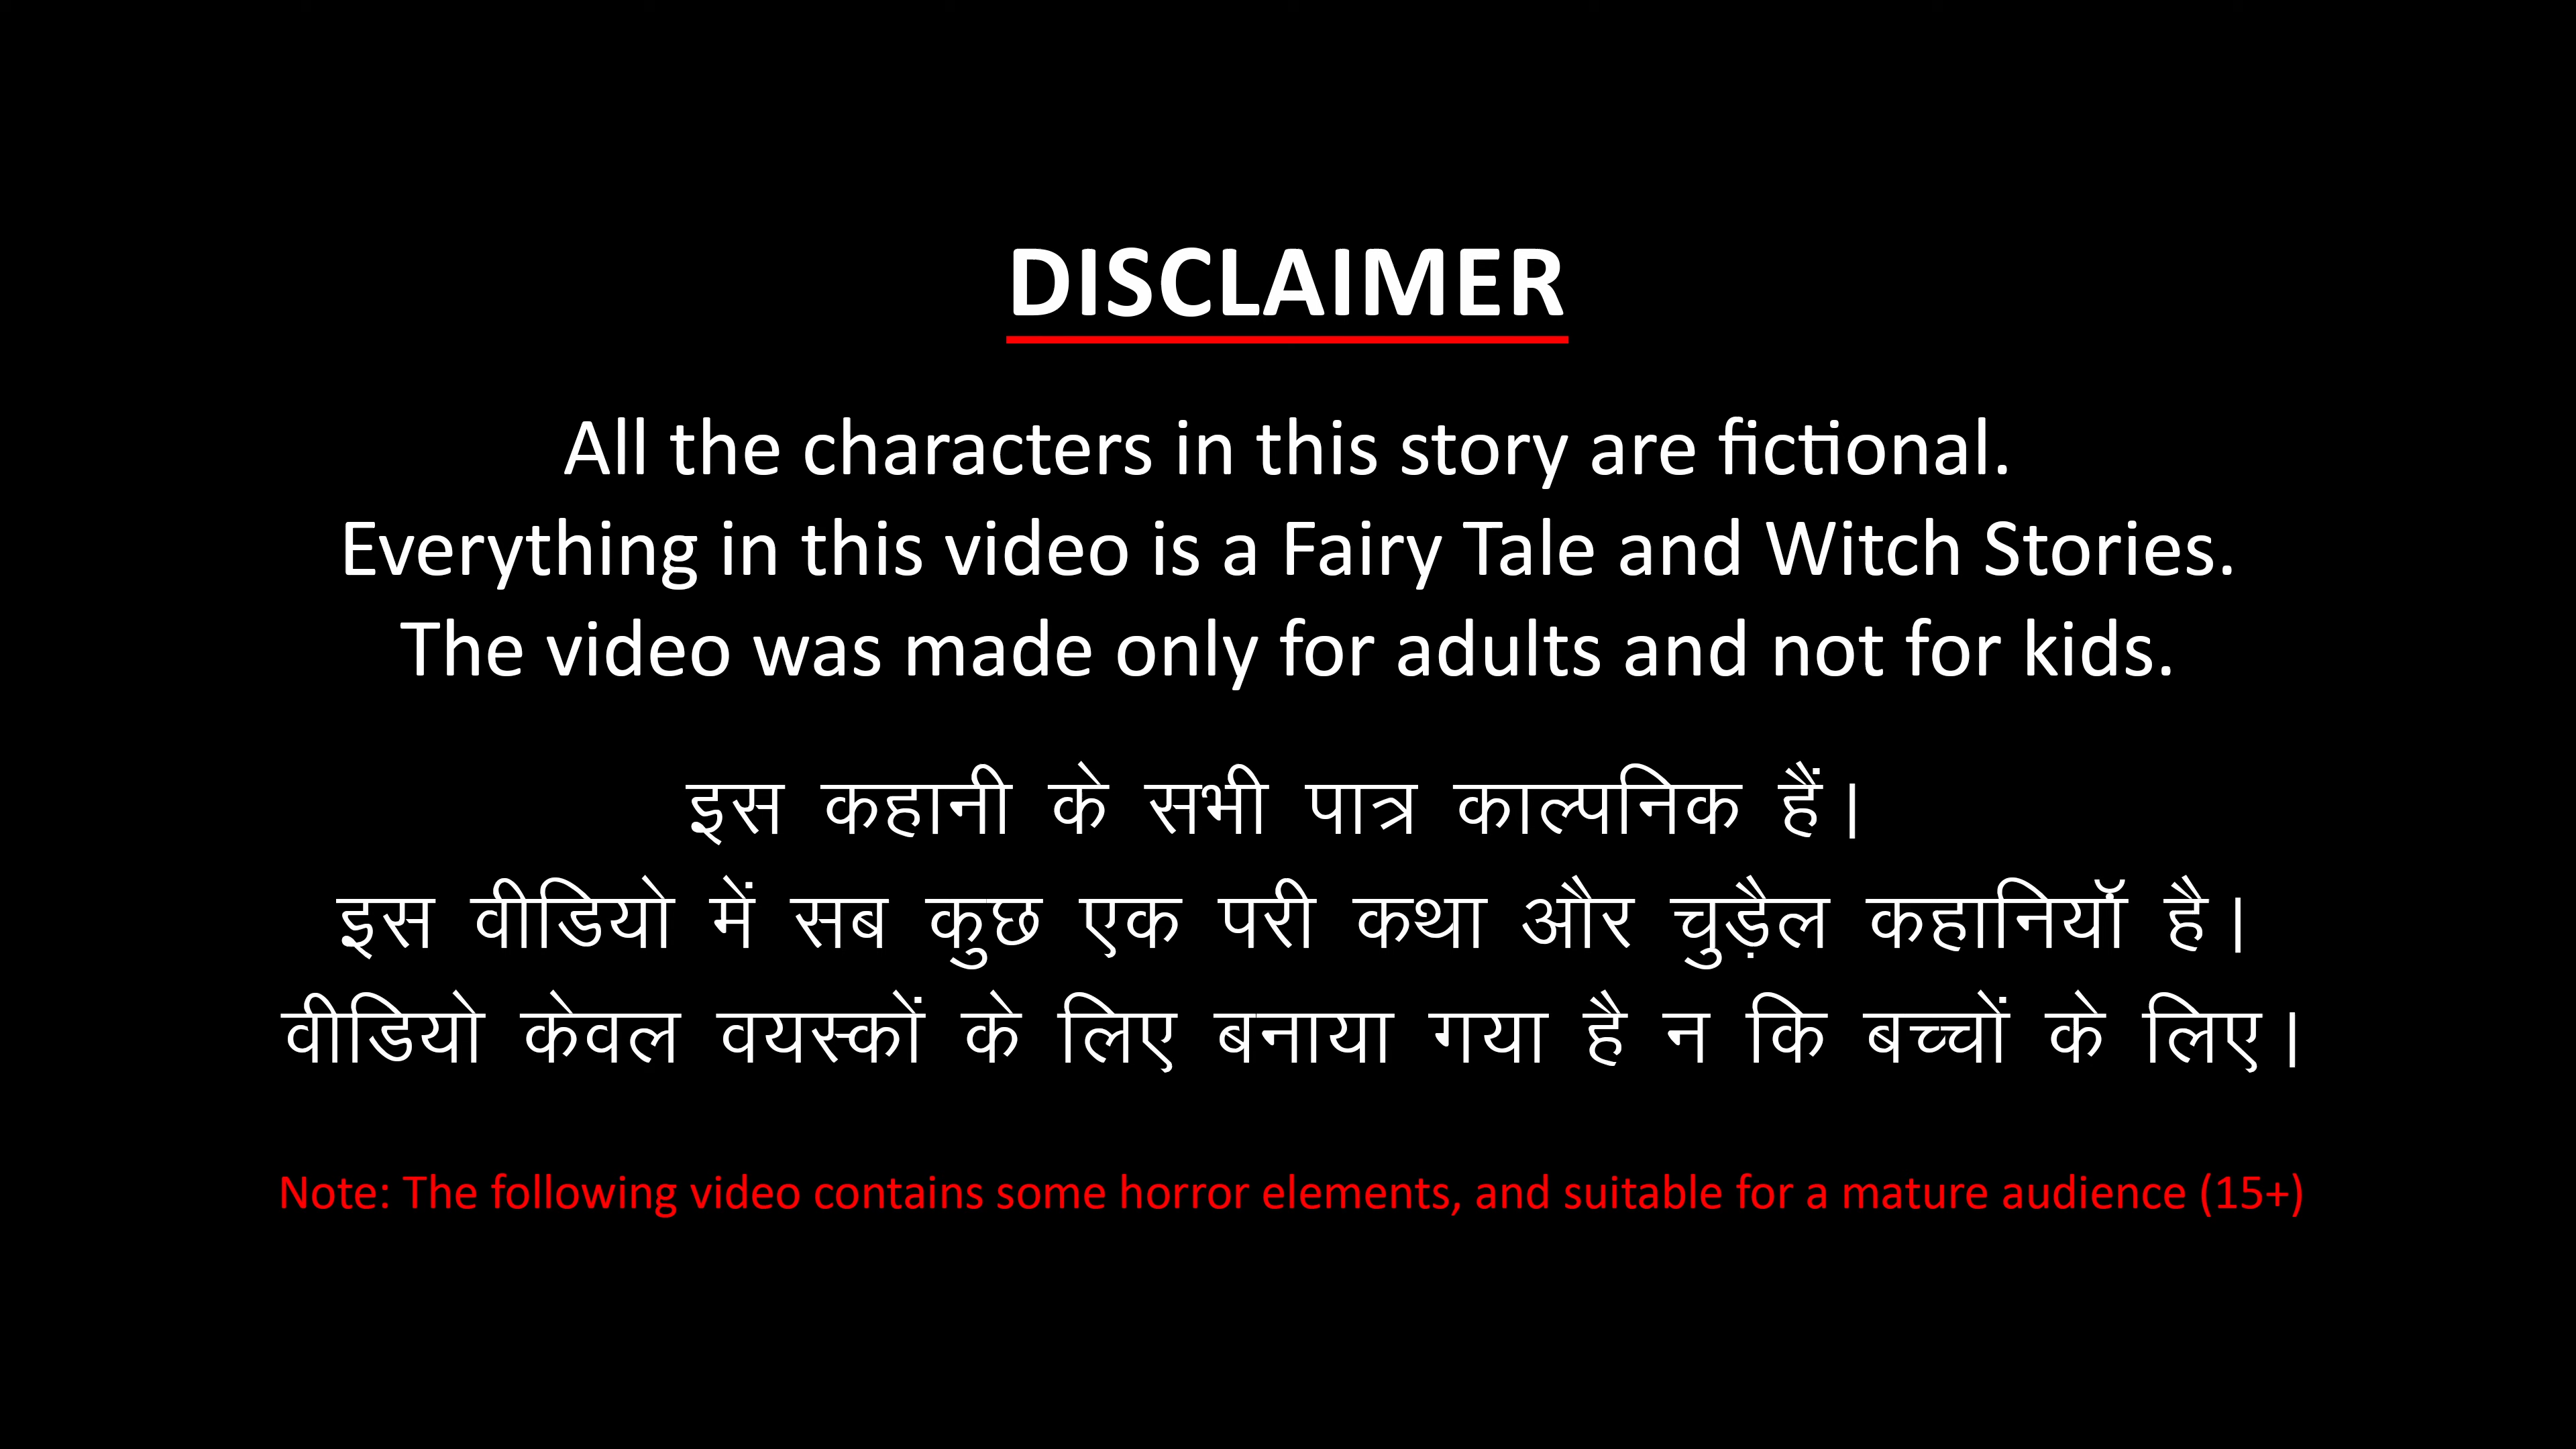 DISCLAIMER
All the characters in this story are fictional.
Everything in this video is a Fairy Tale and Witch Stories.
The video was made only for adults and not for kids.
इस कहानी के सभी पात्र काल्पनिक हैं।
इस वीडियो में सब कुछ एक परी कथा और चुड़ैल कहानियॉ है।
वीडियो केवल वयस्कों के लिए बनाया गया है न कि बच्चों के लिए।
Note: The following video contains some horror elements, and suitable for a mature audience (15+)